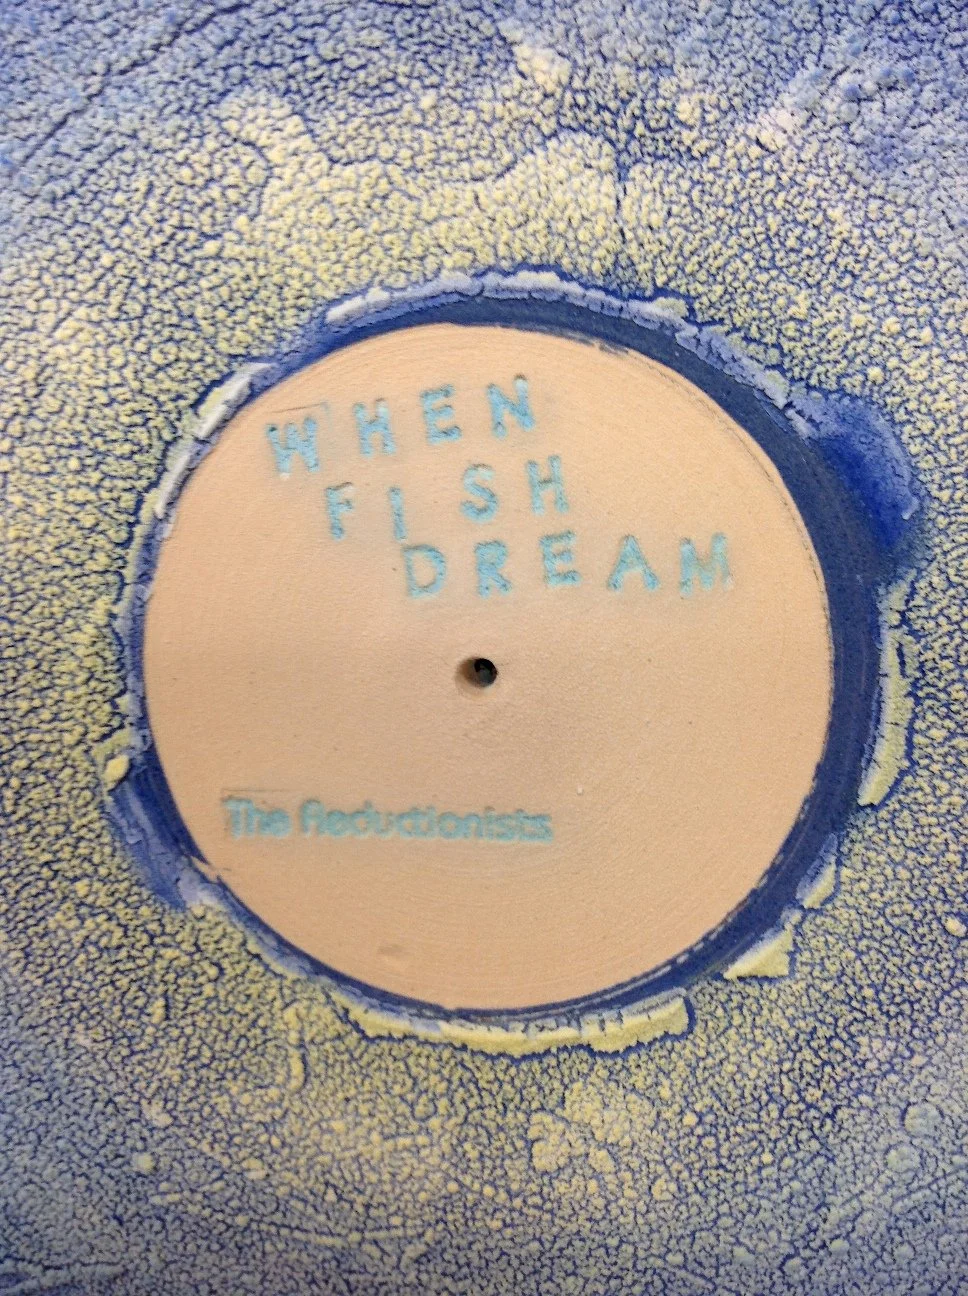 WHEN
FISH
DREAM
The Reductionists